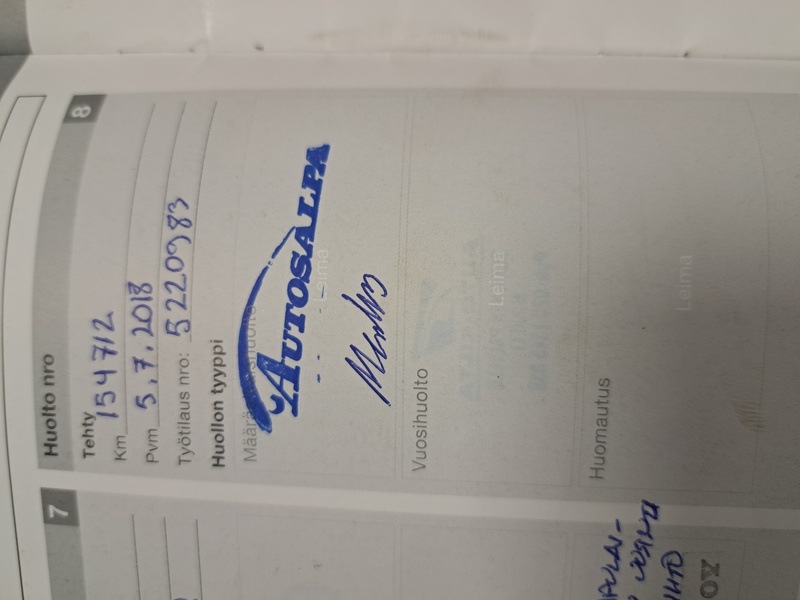 Huolto nro 8
Tehty
Km 154712
Pvm 5.7.2018
Työtilaus nro: 5220983
Huollon tyyppi
AUTOSALPA
Leima
Vuosihuolto
Leima
Huomautus
Leima
7